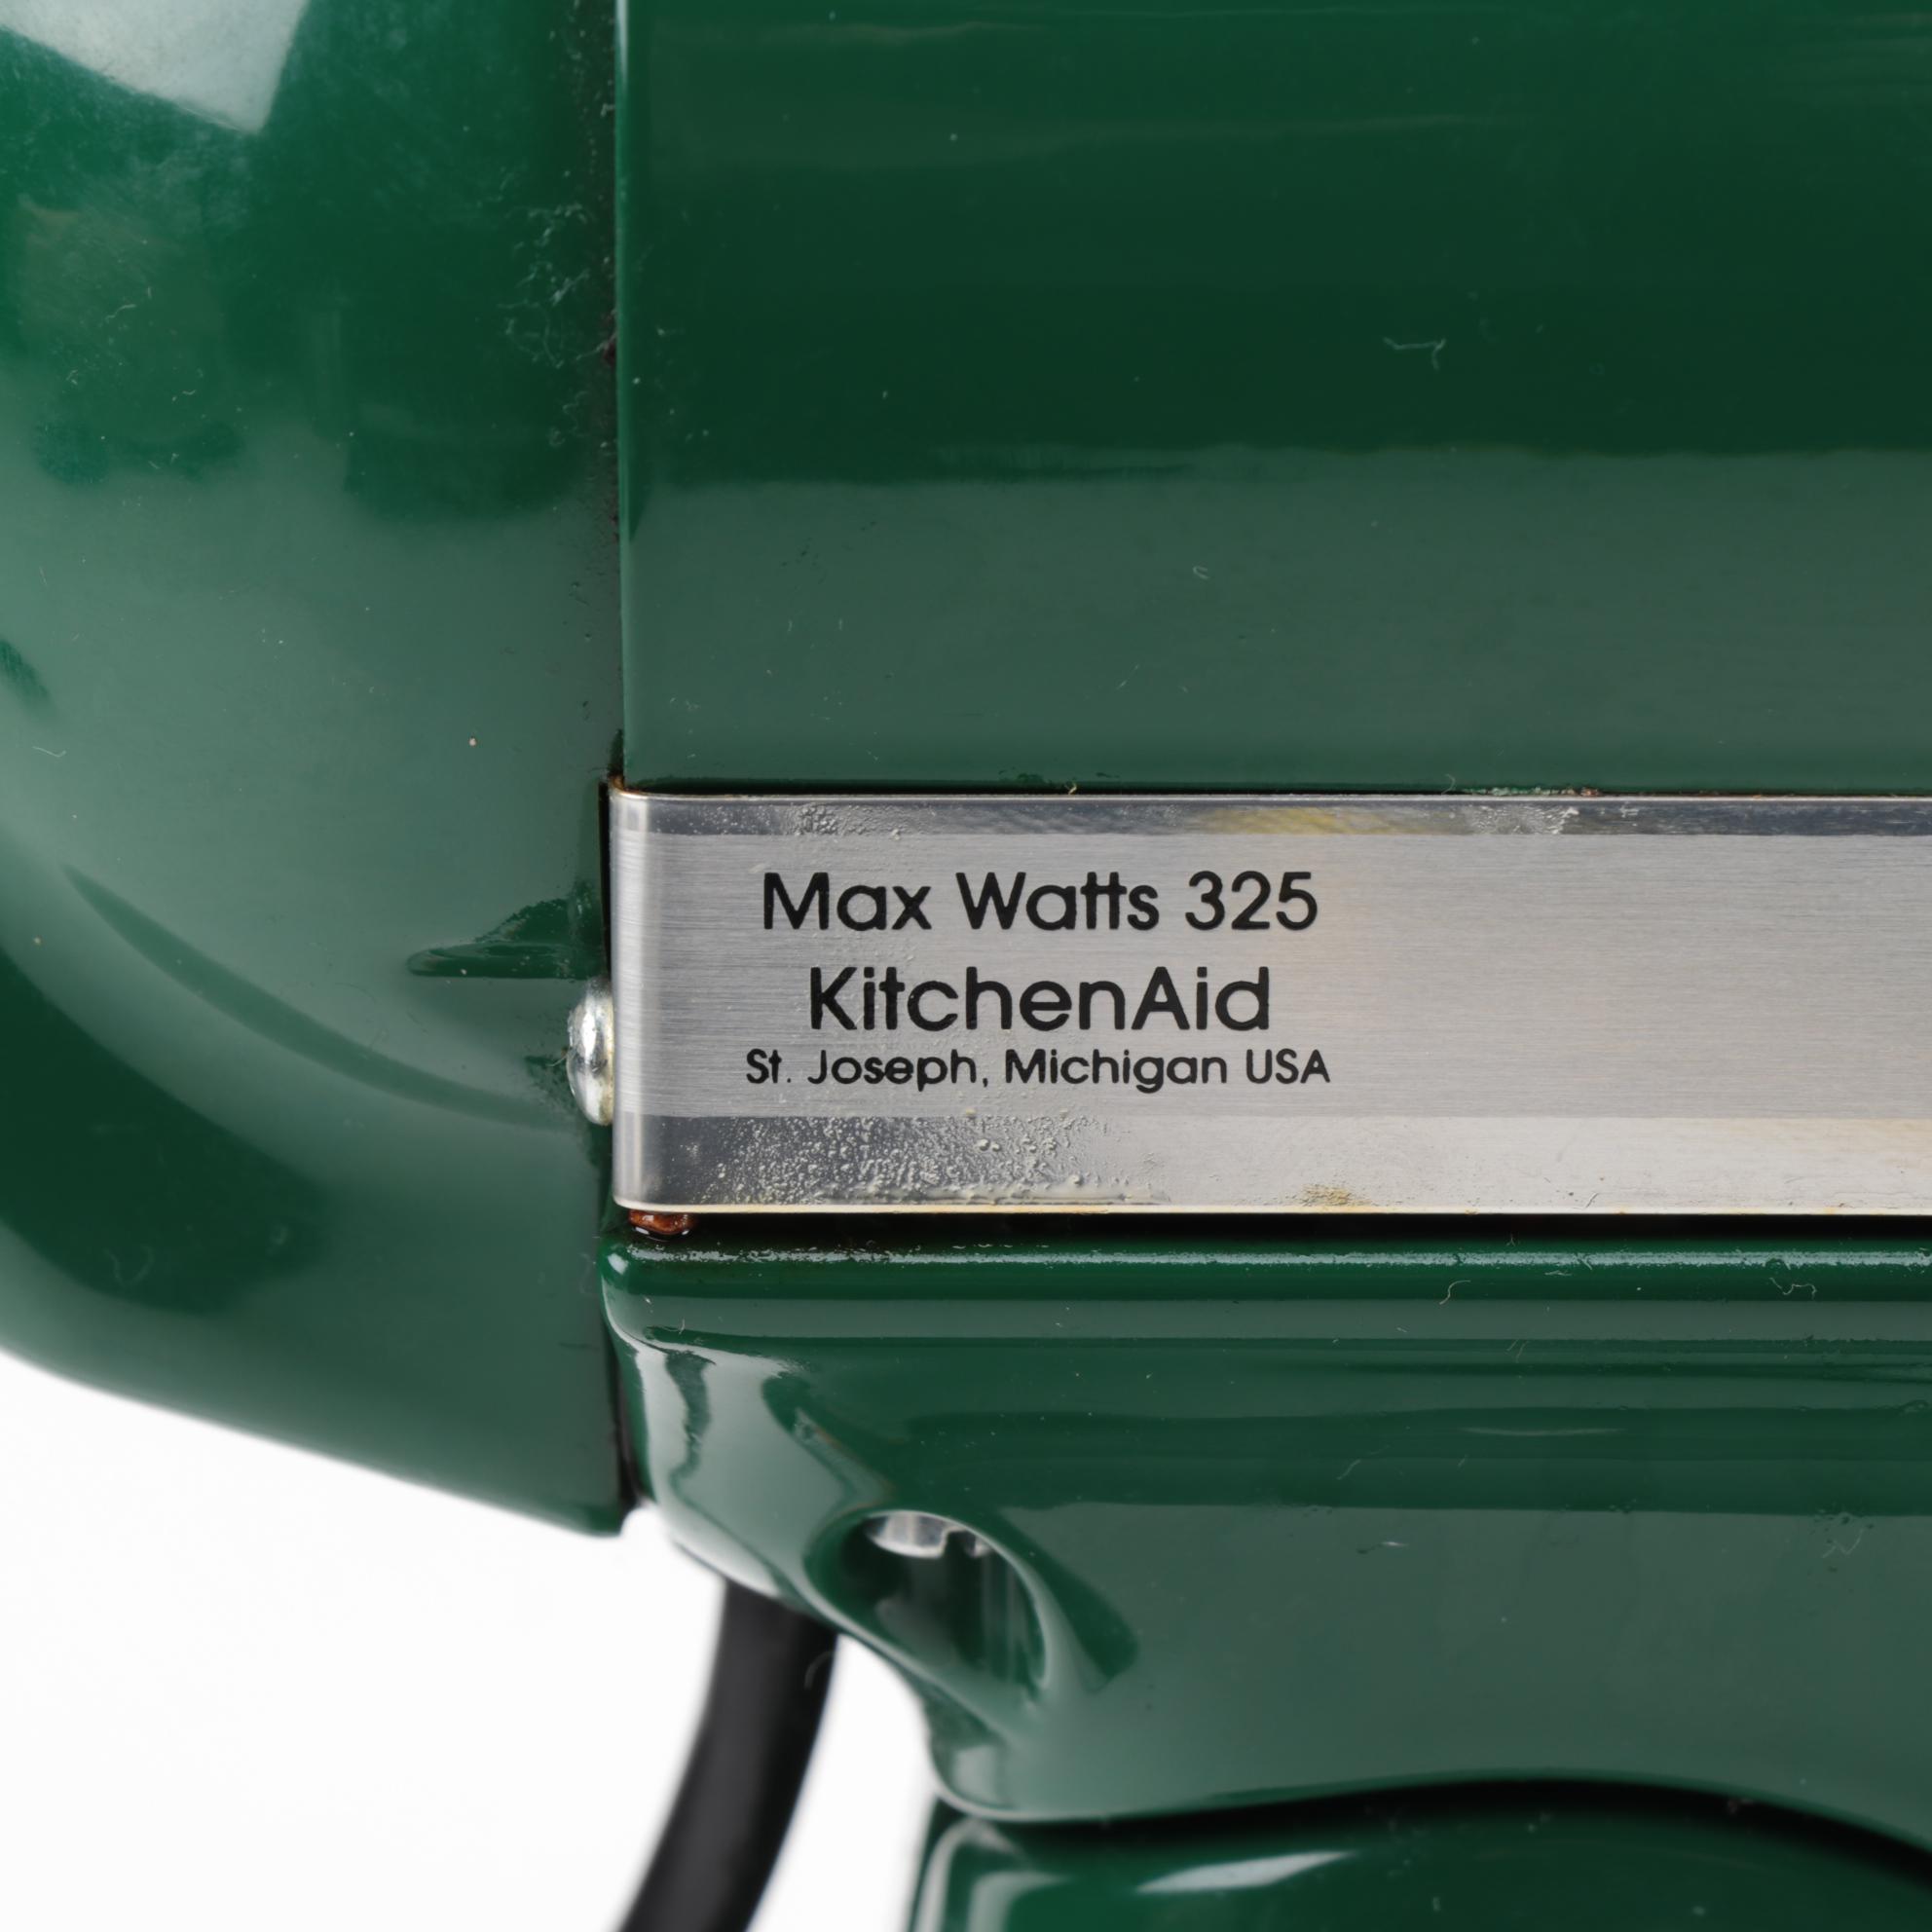 Max Watts 325
KitchenAid
St. Joseph, Michigan USA